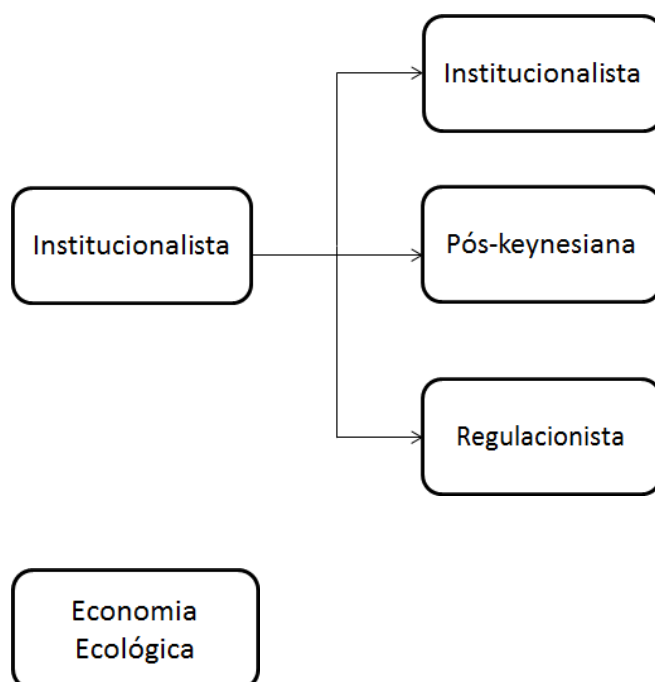 Institucionalista
Institucionalista
Pós-keynesiana
Regulacionista
Economia
Ecológica